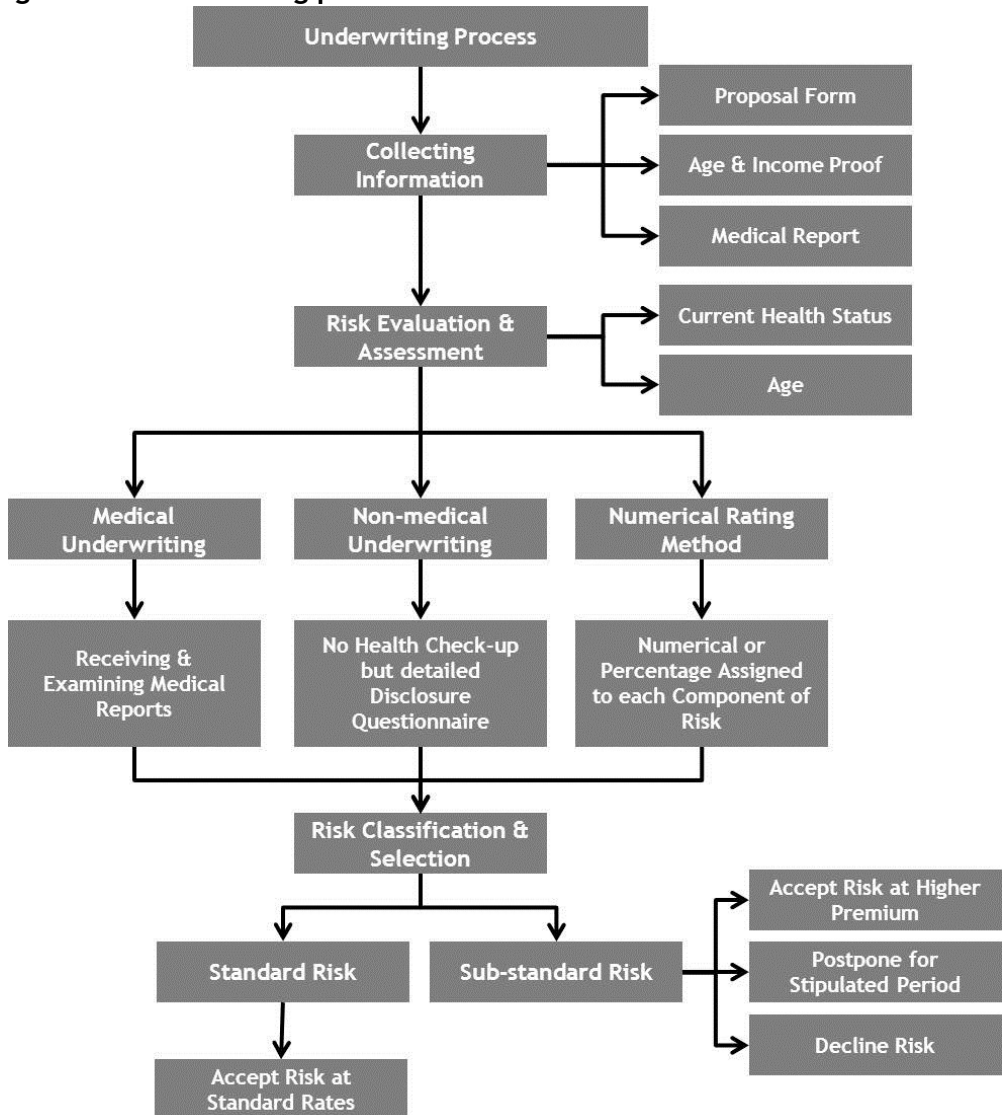 Underwriting Process
Proposal Form
Collecting
Information
Age & Income Proof
Medical Report
Risk Evaluation &
Assessment
Current Health Status
Age
Medical
Underwriting
Non-medical
Underwriting
Numerical Rating
Method
Receiving &
Examining Medical
Reports
No Health Check-up
but detailed
Disclosure
Questionnaire
Numerical or
Percentage Assigned
to each Component of
Risk
Risk Classification &
Selection
Standard Risk
Sub-standard Risk
Accept Risk at Higher
Premium
Postpone for
Stipulated Period
Decline Risk
Accept Risk at
Standard Rates